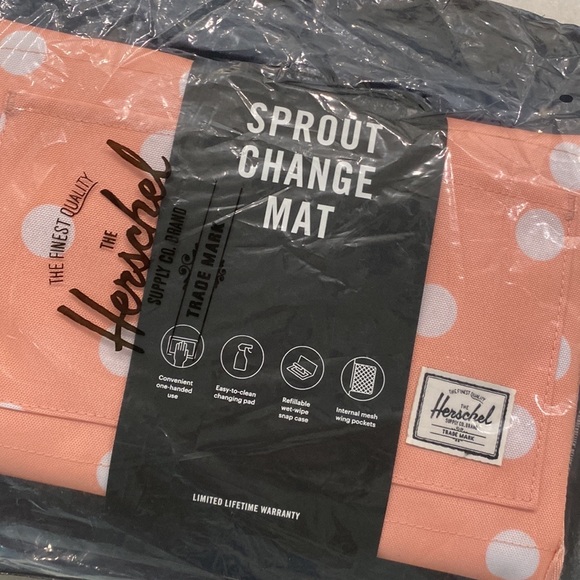 THE FINEST QUALITY
THE
Herschel
SUPPLY CO. BRAND
TRADE MARK
SPROUT
CHANGE
MAT
Convenient
one-handed
use
Easy-to-clean
changing pad
Refillable
wet-wipe
snap case
Internal mesh
wing pockets
LIMITED LIFETIME WARRANTY
THE FINEST QUALITY
THE
Herschel
SUPPLY CO. BRAND
TRADE MARK